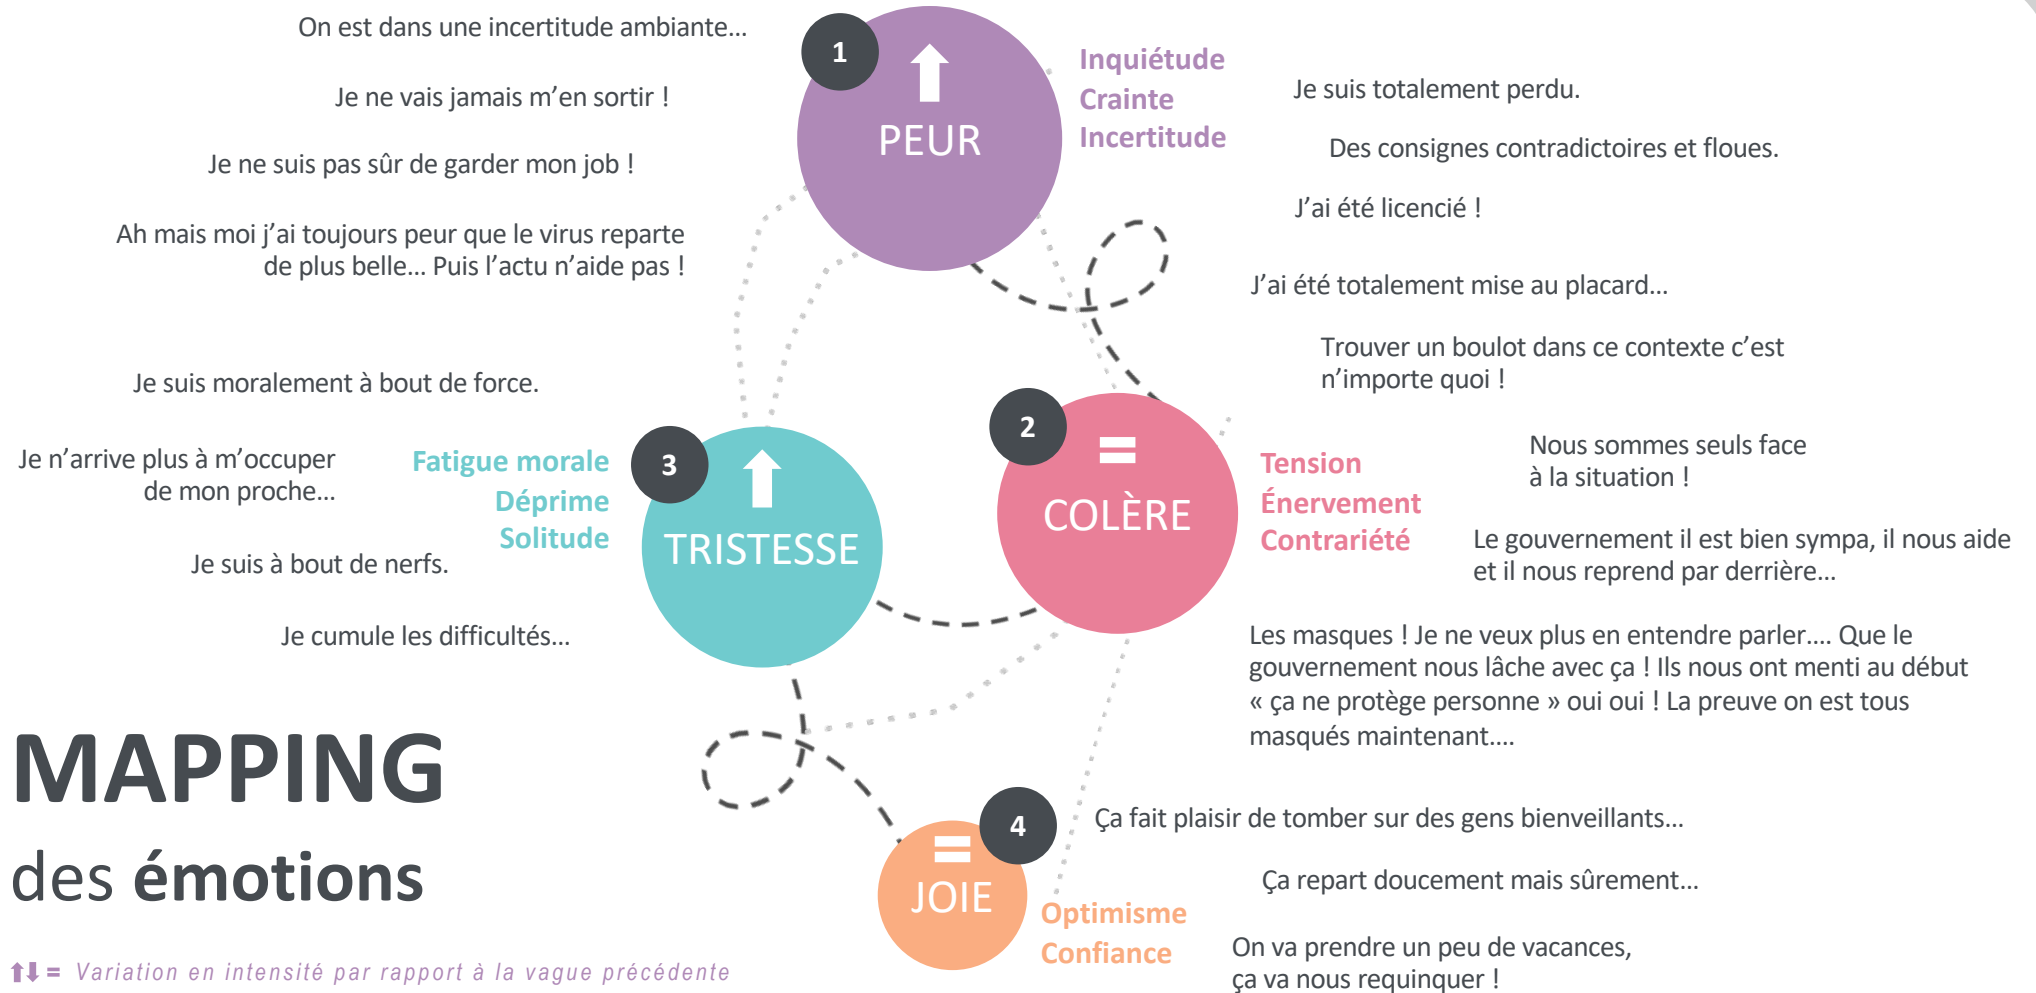 On est dans une incertitude ambiante...
Je ne vais jamais m’en sortir !
Je ne suis pas sûr de garder mon job !
Ah mais moi j’ai toujours peur que le virus reparte
de plus belle... Puis l’actu n’aide pas !
1
PEUR
Inquiétude
Crainte
Incertitude
Je suis totalement perdu.
Des consignes contradictoires et floues.
J’ai été licencié !
J’ai été totalement mise au placard...
Trouver un boulot dans ce contexte c’est
n’importe quoi !
2
=
COLÈRE
Tension
Énervement
Contrariété
Nous sommes seuls face
à la situation !
Le gouvernement il est bien sympa, il nous aide
et il nous reprend par derrière...
Les masques ! Je ne veux plus en entendre parler.... Que le
gouvernement nous lâche avec ça ! Ils nous ont menti au début
« ça ne protège personne » oui oui ! La preuve on est tous
masqués maintenant....
Je suis moralement à bout de force.
Je n’arrive plus à m’occuper
de mon proche...
Je suis à bout de nerfs.
Je cumule les difficultés...
Fatigue morale
Déprime
Solitude
3
TRISTESSE
4
=
JOIE
Optimisme
Confiance
Ça fait plaisir de tomber sur des gens bienveillants...
Ça repart doucement mais sûrement...
On va prendre un peu de vacances,
ça va nous requinquer !
MAPPING
des émotions
⬆⬇ = Variation en intensité par rapport à la vague précédente